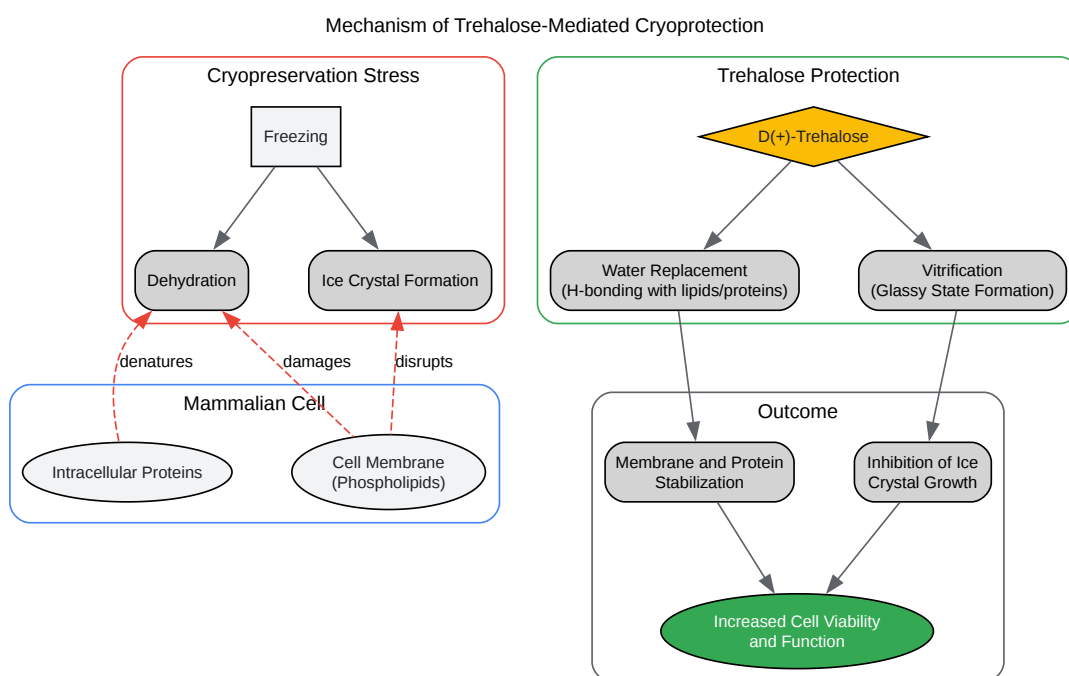 Mechanism of Trehalose-Mediated Cryoprotection
Cryopreservation Stress
Freezing
Dehydration
Ice Crystal Formation
denatures
damages
disrupts
Mammalian Cell
Intracellular Proteins
Cell Membrane
(Phospholipids)
Trehalose Protection
D(+)-Trehalose
Water Replacement
(H-bonding with lipids/proteins)
Vitrification
(Glassy State Formation)
Outcome
Membrane and Protein
Stabilization
Inhibition of Ice
Crystal Growth
Increased Cell Viability
and Function